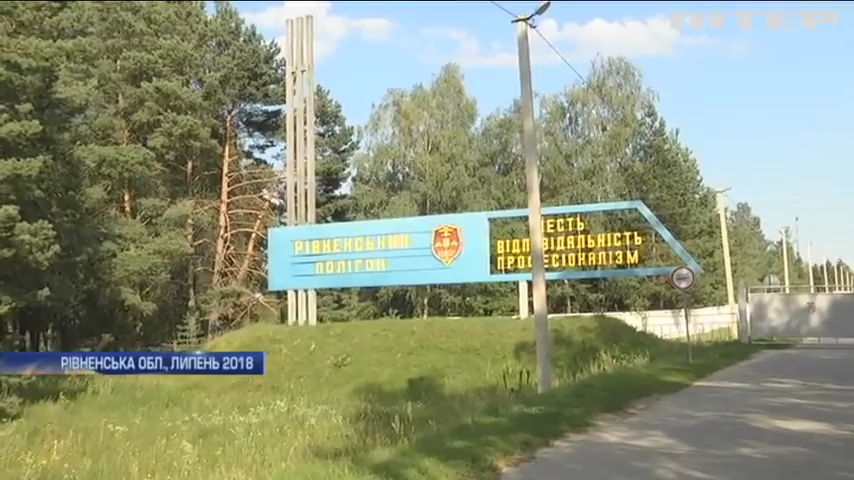 ІНТЕР
РІВНЕНСЬКИЙ
ПОЛІГОН
ЧЕСТЬ
ВІДПОВІДАЛЬНІСТЬ
ПРОФЕСІОНАЛІЗМ
РІВНЕНСЬКА ОБЛ., ЛИПЕНЬ 2018